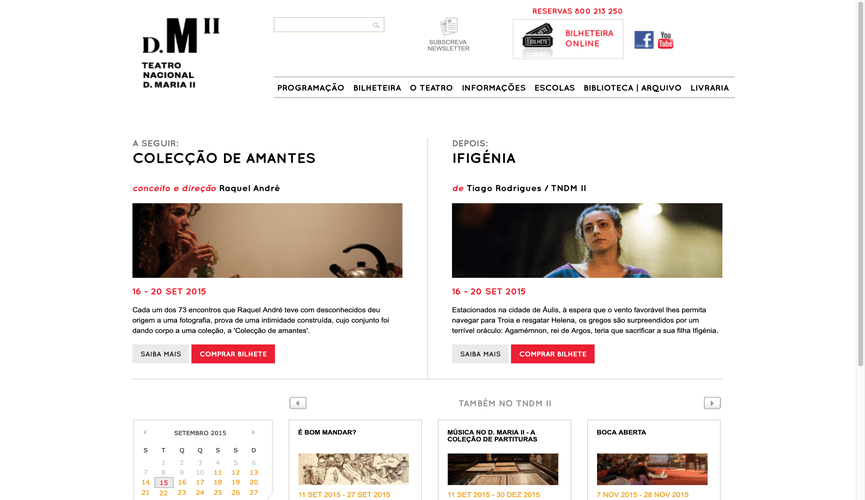 D.M II
TEATRO
NACIONAL
D. MARIA II
RESERVAS 800 213 250
SUBSCREVA
NEWSLETTER
BILHETE
BILHETEIRA
ONLINE
You
Tube
PROGRAMAÇÃO BILHETEIRA O TEATRO INFORMAÇÕES ESCOLAS BIBLIOTECA | ARQUIVO LIVRARIA
A SEGUIR:
COLECÇÃO DE AMANTES
conceito e direção Raquel André
16 - 20 SET 2015
Cada um dos 73 encontros que Raquel André teve com desconhecidos deu
origem a uma fotografia, prova de uma intimidade construída, cujo conjunto foi
dando corpo a uma coleção, a 'Colecção de amantes'.
SAIBA MAIS COMPRAR BILHETE
DEPOIS:
IFIGÉNIA
de Tiago Rodrigues / TNDM II
16 - 20 SET 2015
Estacionados na cidade de Áulis, à espera que o vento favorável lhes permita
navegar para Troia e resgatar Helena, os gregos são surpreendidos por um
terrível oráculo: Agamémnon, rei de Argos, teria que sacrificar a sua filha Ifigénia.
SAIBA MAIS COMPRAR BILHETE
TAMBÉM NO TNDM II
SETEMBRO 2015
S T Q Q S S D
1 2 3 4 5 6
7 8 9 10 11 12 13
14 15 16 17 18 19 20
21 22 23 24 25 26 27
É BOM MANDAR?
11 SET 2015 - 27 SET 2015
MÚSICA NO D. MARIA II - A
COLEÇÃO DE PARTITURAS
11 SET 2015 - 30 DEZ 2015
BOCA ABERTA
7 NOV 2015 - 28 NOV 2015